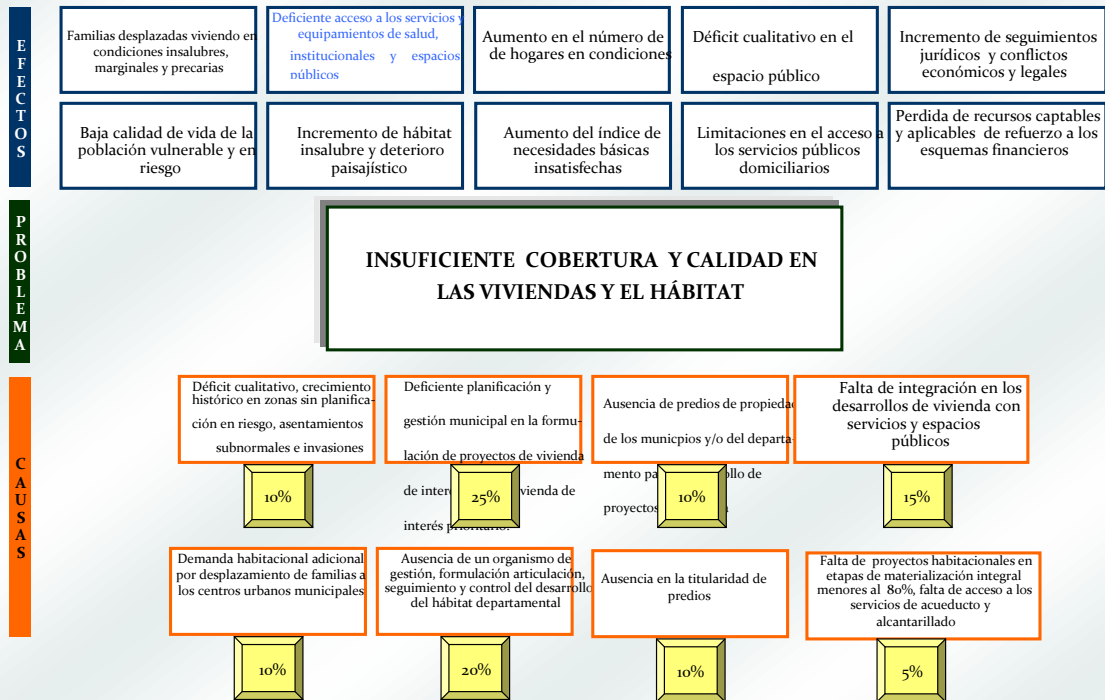 EFECTOS
Familias desplazadas viviendo en
condiciones insalubres,
marginales y precarias
Deficiente acceso a los servicios y
equipamientos de salud,
institucionales y espacios
públicos
Aumento en el número de
de hogares en condiciones
Déficit cualitativo en el
espacio público
Incremento de seguimientos
jurídicos y conflictos
económicos y legales
Baja calidad de vida de la
población vulnerable y en
riesgo
Incremento de hábitat
insalubre y deterioro
paisajístico
Aumento del índice de
necesidades básicas
insatisfechas
Limitaciones en el acceso a
los servicios públicos
domiciliarios
Perdida de recursos captables
y aplicables de refuerzo a los
esquemas financieros
PROBLEMA
INSUFICIENTE COBERTURA Y CALIDAD EN
LAS VIVIENDAS Y EL HÁBITAT
CAUSAS
Déficit cualitativo, crecimiento
histórico en zonas sin planifica-
ción en riesgo, asentamientos
subnormales e invasiones
10%
Deficiente planificación y
gestión municipal en la formu-
lación de proyectos de vivienda
de vivienda de
interés
25%
Ausencia de predios de propiedad
de los municpios y/o del departa-
mento
proyectos
10%
Falta de integración en los
desarrollos de vivienda con
servicios y espacios
públicos
15%
Demanda habitacional adicional
por desplazamiento de familias a
los centros urbanos municipales
10%
Ausencia de un organismo de
gestión, formulación articulación,
seguimiento y control del desarrollo
del hábitat departamental
20%
Ausencia en la titularidad de
predios
10%
Falta de proyectos habitacionales en
etapas de materialización integral
menores al 80%, falta de acceso a los
servicios de acueducto y
alcantarillado
5%